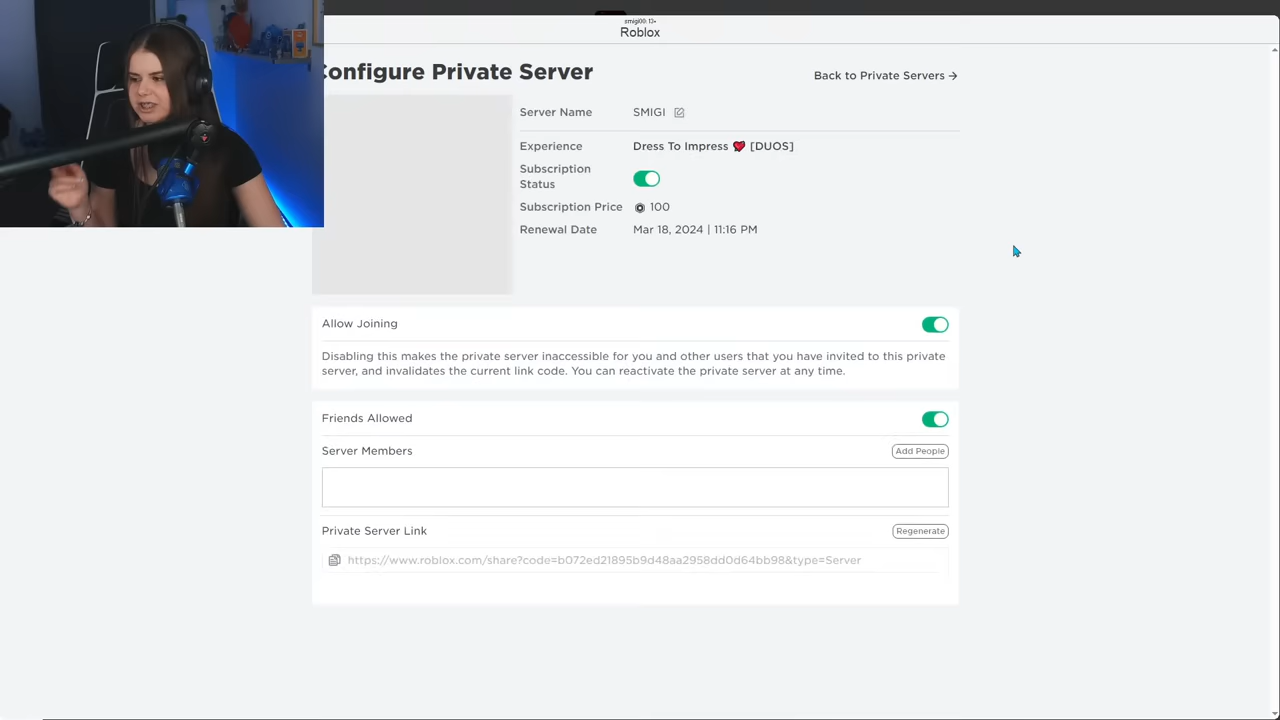 smigi00: 13+
Roblox
Configure Private Server
Back to Private Servers →
Server Name SMIGI
Experience Dress To Impress ❤️ [DUOS]
Subscription
Status
Subscription Price 100
Renewal Date Mar 18, 2024 | 11:16 PM
Allow Joining
Disabling this makes the private server inaccessible for you and other users that you have invited to this private
server, and invalidates the current link code. You can reactivate the private server at any time.
Friends Allowed
Server Members Add People
Private Server Link Regenerate
https://www.roblox.com/share?code=b072ed21895b9d48aa2958dd0d64bb98&type=Server